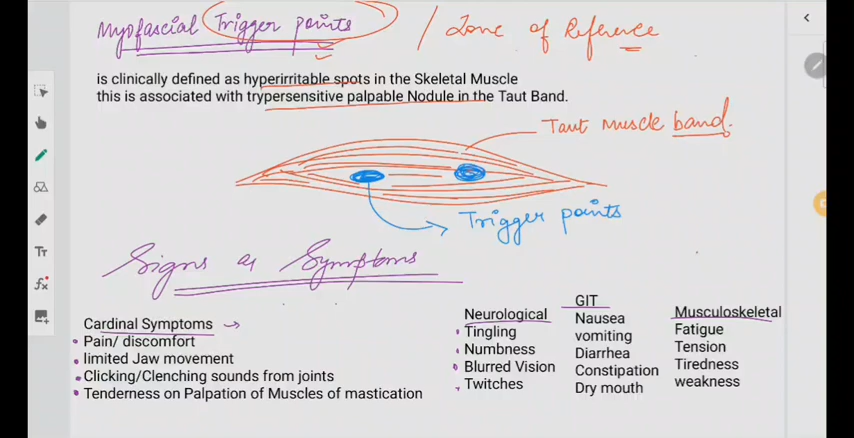 Myofascial Trigger points / Zone of Reference
is clinically defined as hyperirritable spots in the Skeletal Muscle
this is associated with trypersensitive palpable Nodule in the Taut Band.
Taut Muscle band.
Trigger points
Signs as Symptoms
Cardinal Symptoms →
Pain/ discomfort
limited Jaw movement
Clicking/Clenching sounds from joints
Tenderness on Palpation of Muscles of mastication
Neurological
Tingling
Numbness
Blurred Vision
Twitches
GIT
Nausea
vomiting
Diarrhea
Constipation
Dry mouth
Musculoskeletal
Fatigue
Tension
Tiredness
weakness
Tт
fx